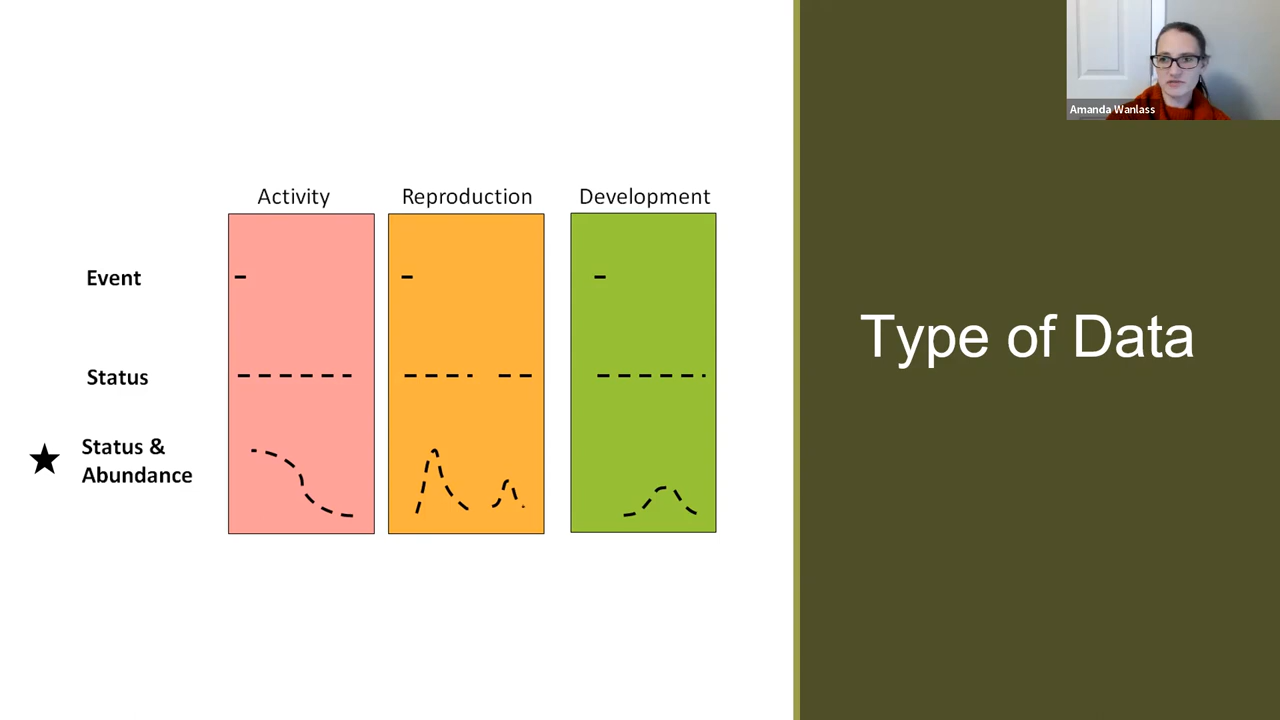 Amanda Wanlass
Activity
Reproduction
Development
Event
Status
Status &
Abundance
Type of Data